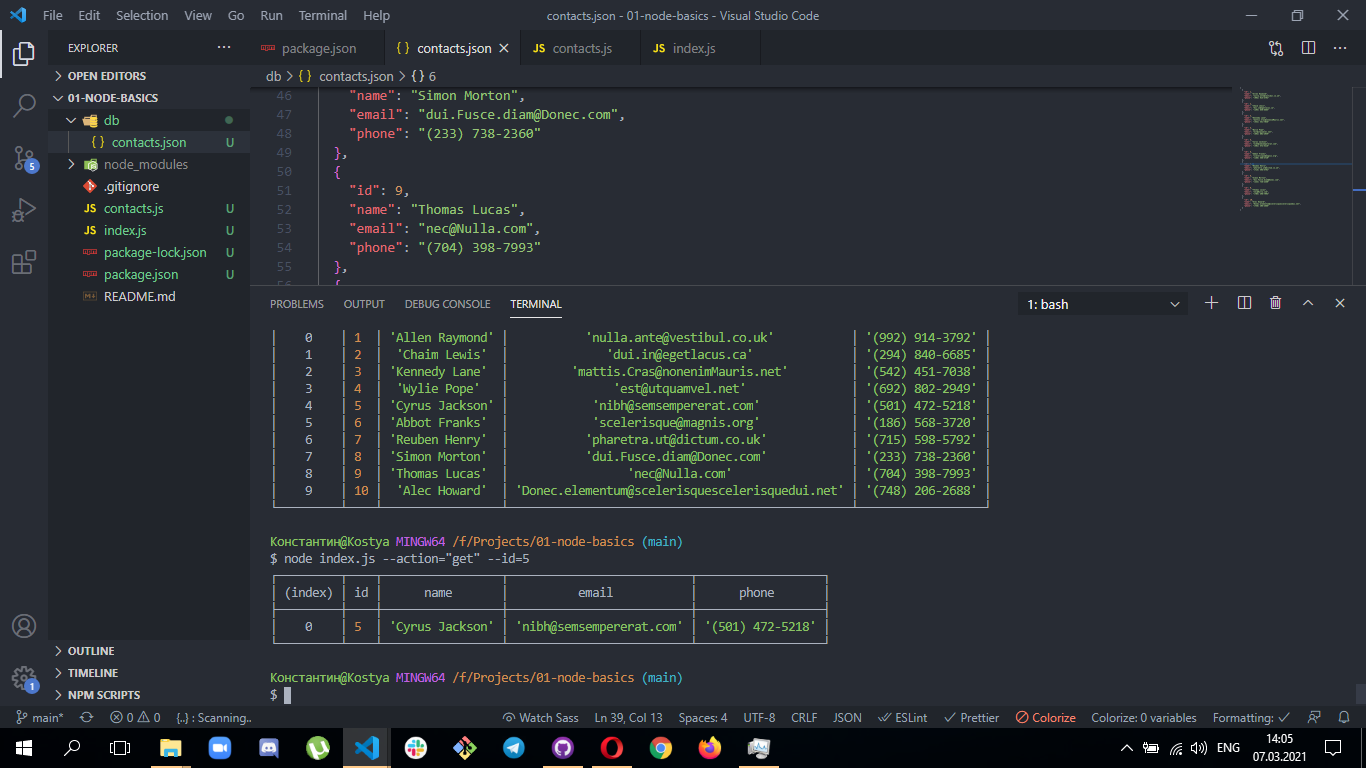 File Edit Selection View Go Run Terminal Help contacts.json - 01-node-basics - Visual Studio Code
EXPLORER ... package.json {} contacts.json JS contacts.js JS index.js
OPEN EDITORS
01-NODE-BASICS
db
{} contacts.json U
node_modules
.gitignore
JS contacts.js U
JS index.js U
package-lock.json U
package.json U
README.md
OUTLINE
TIMELINE
NPM SCRIPTS
5
1
db > {} contacts.json > {} 6
46 "name": "Simon Morton",
47 "email": "dui.Fusce.diam@Donec.com",
48 "phone": "(233) 738-2360"
49 },
50 {
51 "id": 9,
52 "name": "Thomas Lucas",
53 "email": "nec@Nulla.com",
54 "phone": "(704) 398-7993"
55 },
PROBLEMS OUTPUT DEBUG CONSOLE TERMINAL 1: bash
0 | 1 | 'Allen Raymond' | 'nulla.ante@vestibul.co.uk' | '(992) 914-3792'
1 | 2 | 'Chaim Lewis' | 'dui.in@egetlacus.ca' | '(294) 840-6685'
2 | 3 | 'Kennedy Lane' | 'mattis.Cras@nonenimMauris.net' | '(542) 451-7038'
3 | 4 | 'Wylie Pope' | 'est@utquamvel.net' | '(692) 802-2949'
4 | 5 | 'Cyrus Jackson' | 'nibh@semsempererat.com' | '(501) 472-5218'
5 | 6 | 'Abbot Franks' | 'scelerisque@magnis.org' | '(186) 568-3720'
6 | 7 | 'Reuben Henry' | 'pharetra.ut@dictum.co.uk' | '(715) 598-5792'
7 | 8 | 'Simon Morton' | 'dui.Fusce.diam@Donec.com' | '(233) 738-2360'
8 | 9 | 'Thomas Lucas' | 'nec@Nulla.com' | '(704) 398-7993'
9 | 10 | 'Alec Howard' | 'Donec.elementum@scelerisquescelerisquedui.net' | '(748) 206-2688'
Константин@Kostya MINGW64 /f/Projects/01-node-basics (main)
$ node index.js --action="get" --id=5
(index) | id | name | email | phone
0 | 5 | 'Cyrus Jackson' | 'nibh@semsempererat.com' | '(501) 472-5218'
Константин@Kostya MINGW64 /f/Projects/01-node-basics (main)
$
main* 0 0 {..} : Scanning.. Watch Sass Ln 39, Col 13 Spaces: 4 UTF-8 CRLF JSON ESLint Prettier Colorize Colorize: 0 variables Formatting:
ENG 14:05
07.03.2021